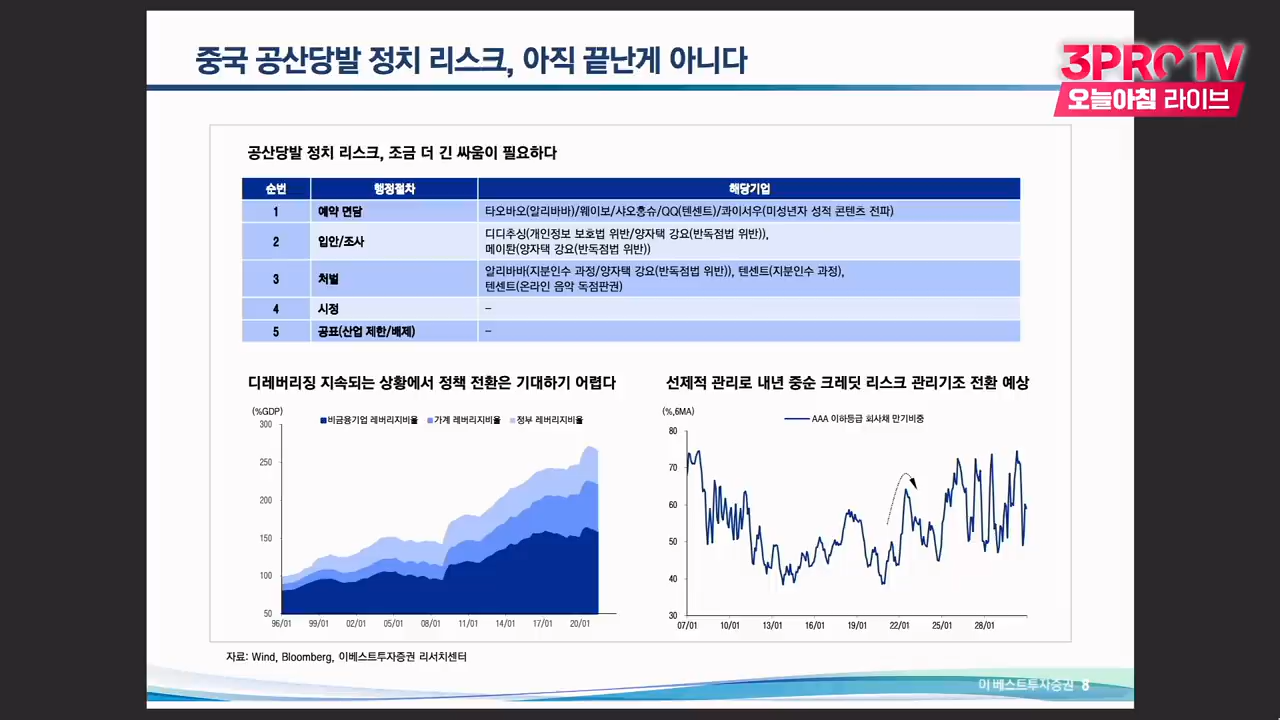 중국 공산당발 정치 리스크, 아직 끝난게 아니다
3PROTV
오늘아침 라이브
공산당발 정치 리스크, 조금 더 긴 싸움이 필요하다
순번 행정절차 해당기업
1 예약 면담 타오바오(알리바바)/웨이보/샤오홍슈/QQ(텐센트)/콰이서우(미성년자 성적 콘텐츠 전파)
2 입안/조사 디디추싱(개인정보 보호법 위반/양자택 강요(반독점법 위반)),
메이퇀(양자택 강요(반독점법 위반))
3 처벌 알리바바(지분인수 과정/양자택 강요(반독점법 위반)), 텐센트(지분인수 과정),
텐센트(온라인 음악 독점판권)
4 시정 -
5 공표(산업 제한/배제) -
디레버리징 지속되는 상황에서 정책 전환은 기대하기 어렵다
(%GDP)
비금융기업 레버리지비율 가계 레버리지비율 정부 레버리지비율
300
250
200
150
100
50
96/01 99/01 02/01 05/01 08/01 11/01 14/01 17/01 20/01
선제적 관리로 내년 중순 크레딧 리스크 관리기조 전환 예상
(%,6MA)
AAA 이하등급 회사채 만기비중
80
70
60
50
40
30
07/01 10/01 13/01 16/01 19/01 22/01 25/01 28/01
자료: Wind, Bloomberg, 이베스트투자증권 리서치센터
이베스트투자증권 8